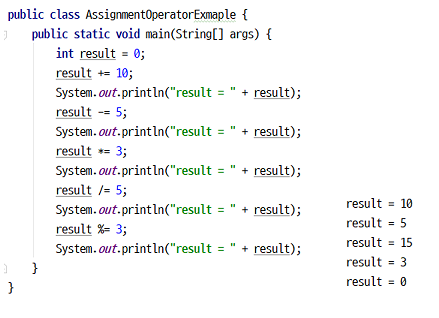 public class AssignmentOperatorExmaple {
public static void main(String[] args) {
int result = 0;
result += 10;
System.out.println("result = " + result);
result -= 5;
System.out.println("result = " + result);
result *= 3;
System.out.println("result = " + result);
result /= 5;
System.out.println("result = " + result);
result %= 3;
System.out.println("result = " + result);
}
}
result = 10
result = 5
result = 15
result = 3
result = 0